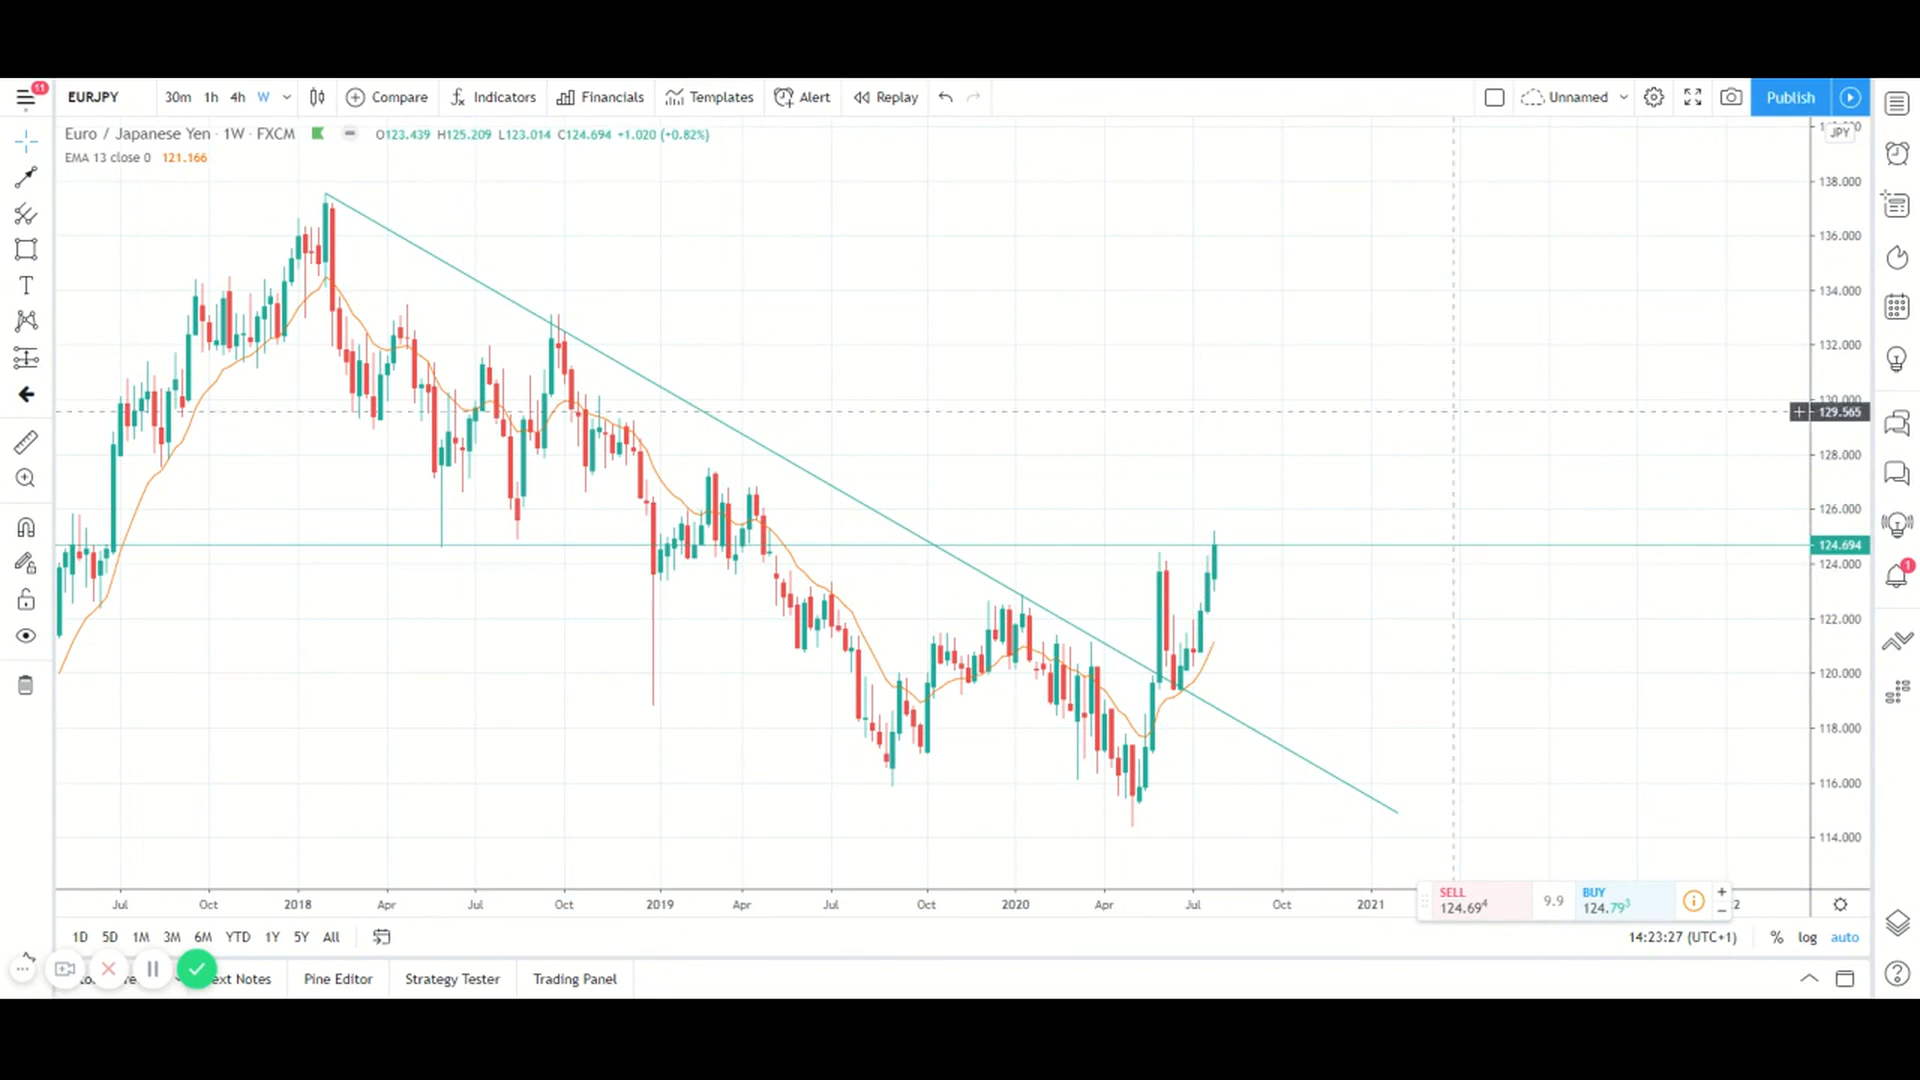 11
EURJPY 30m 1h 4h W Compare Indicators Financials Templates Alert Replay Unnamed Publish
Euro / Japanese Yen · 1W · FXCM O123.439 H125.209 L123.014 C124.694 +1.020 (+0.82%)
JPY
EMA 13 close 0 121.166
138.000
136.000
134.000
132.000
130.000
129.565
128.000
126.000
124.694
124.000
1
122.000
120.000
118.000
116.000
114.000
SELL
124.694
9.9
BUY
124.793
Jul Oct 2018 Apr Jul Oct 2019 Apr Jul Oct 2020 Apr Jul Oct 2021
1D 5D 1M 3M 6M YTD 1Y 5Y All 14:23:27 (UTC+1) % log auto
Notes Pine Editor Strategy Tester Trading Panel